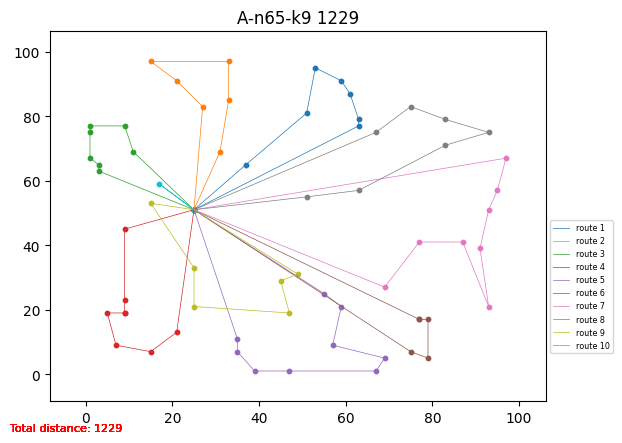 A-n65-k9 1229
100
80
60
40
20
0
0 20 40 60 80 100
route 1
route 2
route 3
route 4
route 5
route 6
route 7
route 8
route 9
route 10
Total distance: 1229